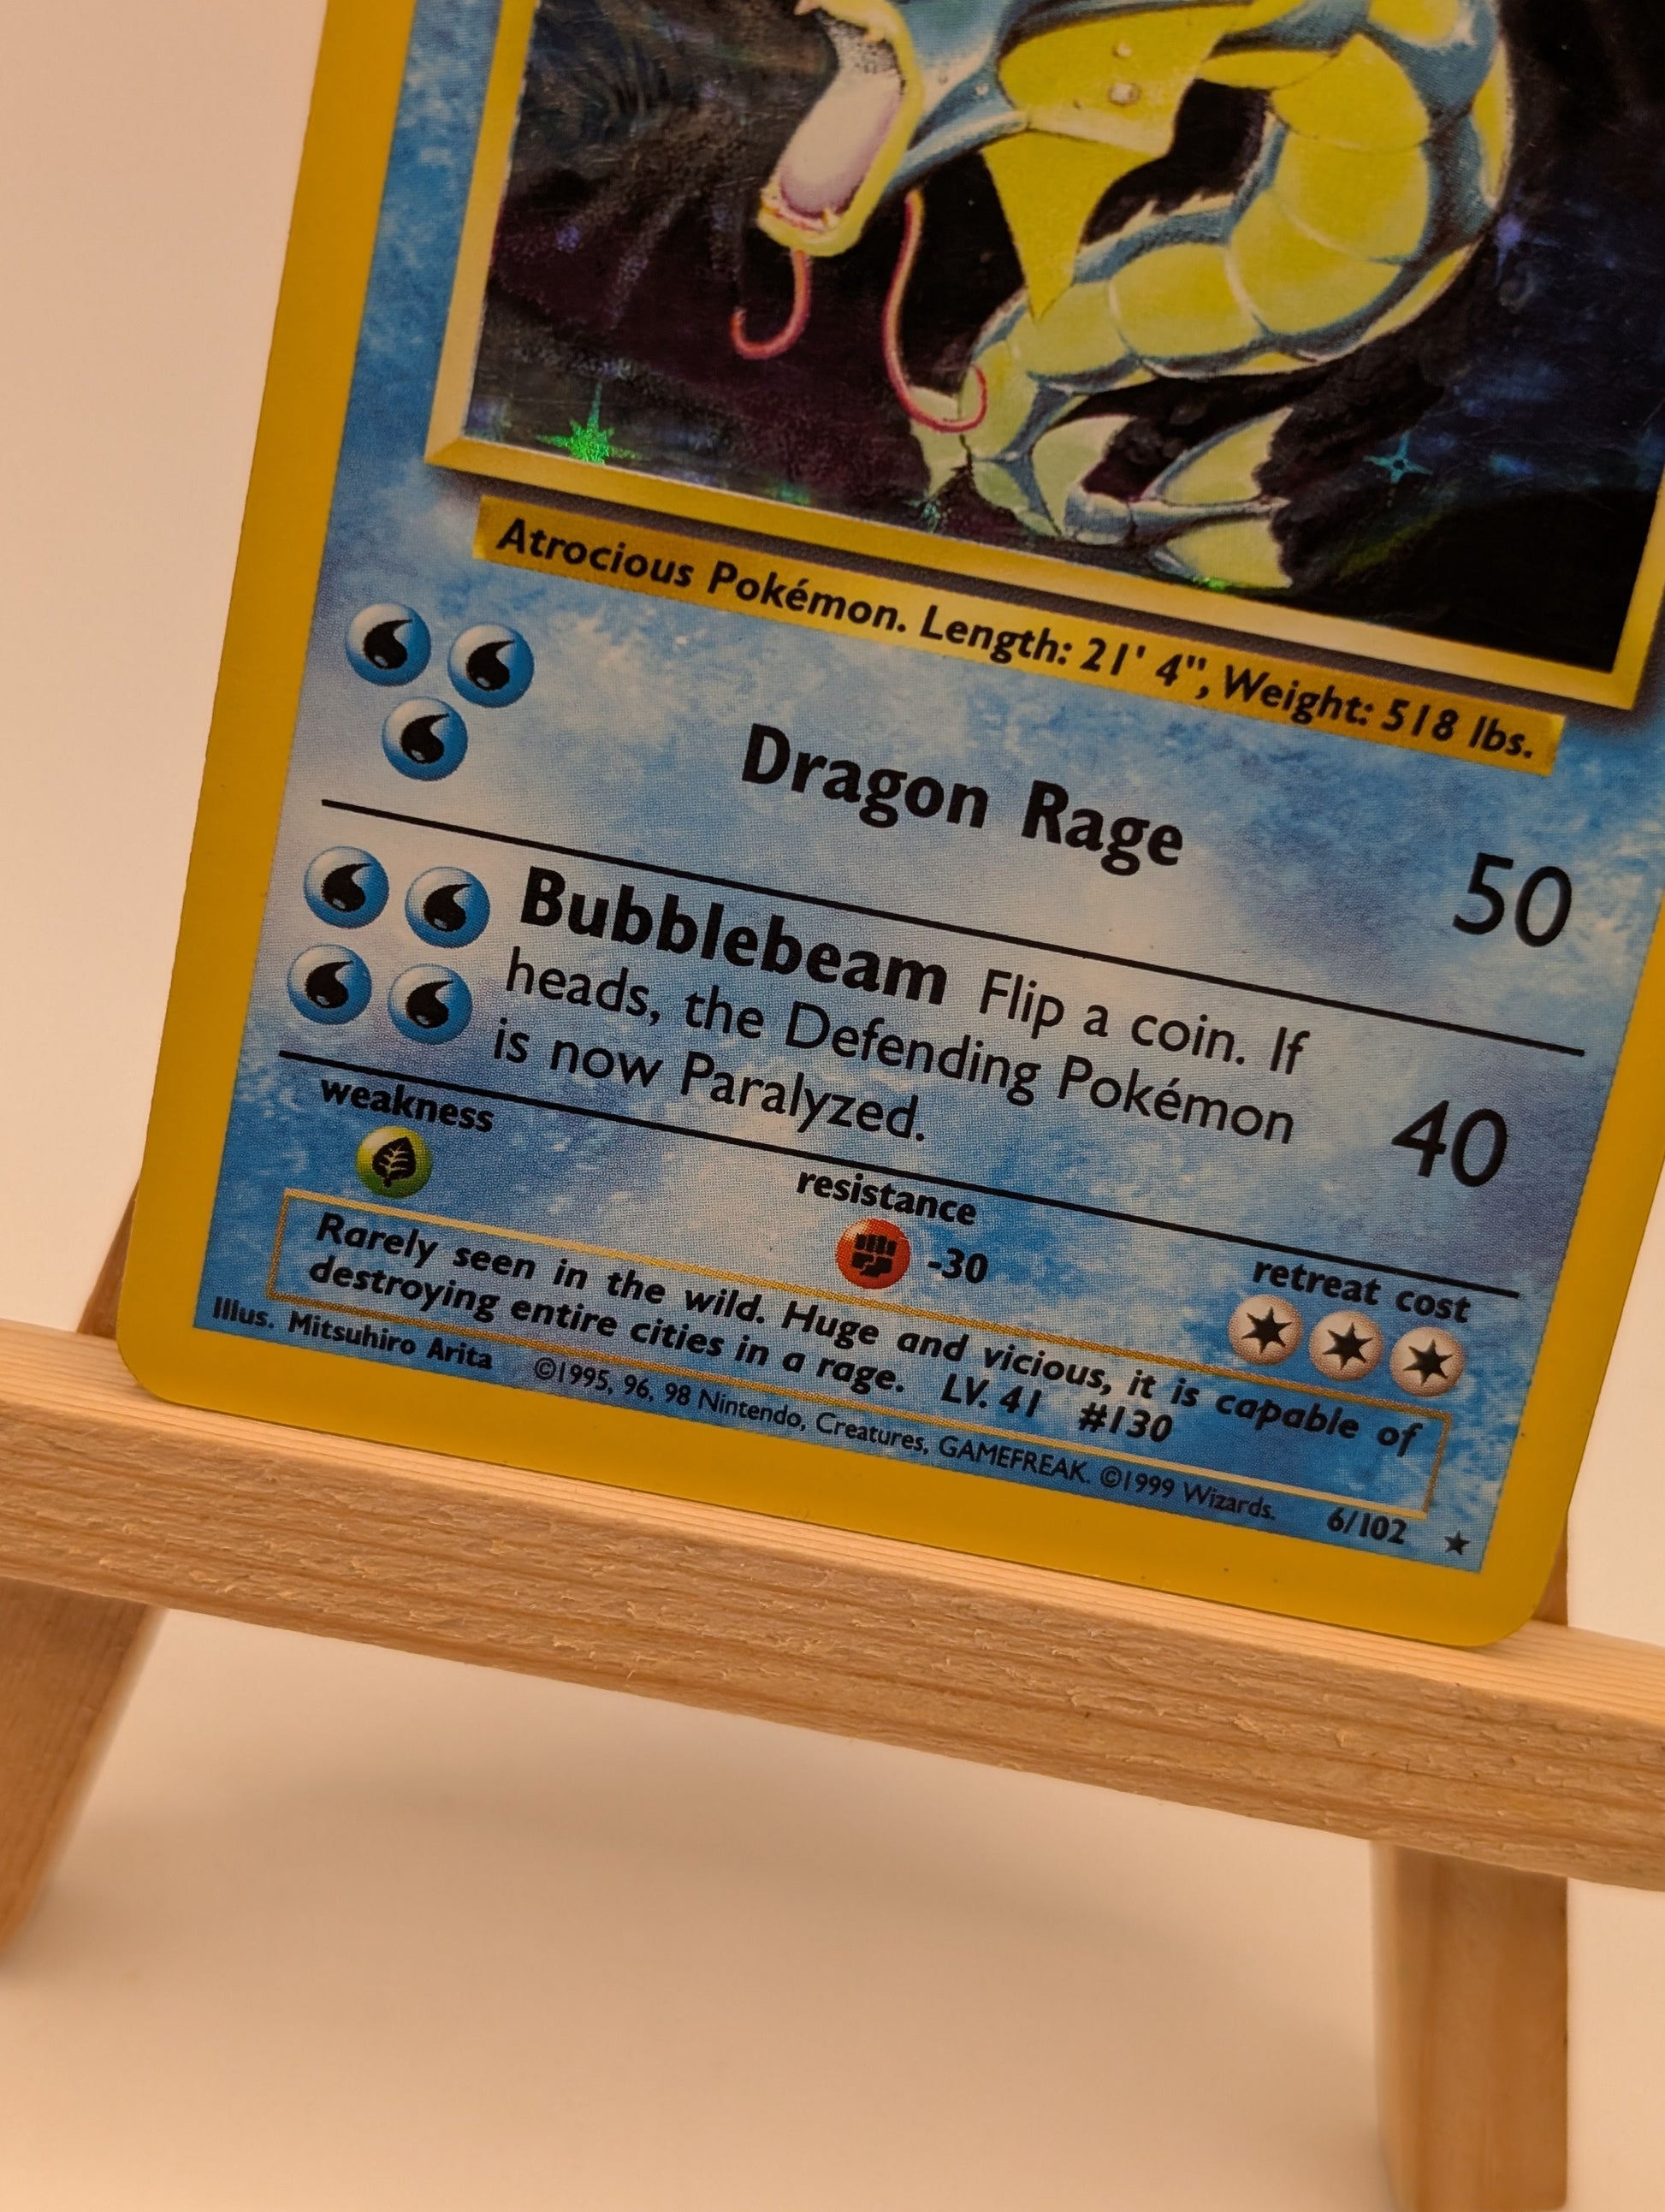 Atrocious Pokémon. Length: 21' 4", Weight: 518 lbs.
Dragon Rage 50
Bubblebeam Flip a coin. If
heads, the Defending Pokémon
is now Paralyzed. 40
weakness
resistance
-30
retreat cost
Rarely seen in the wild. Huge and vicious, it is capable of
destroying entire cities in a rage. LV. 41 #130
Illus. Mitsuhiro Arita ©1995, 96, 98 Nintendo, Creatures, GAMEFREAK. ©1999 Wizards. 6/102 ★